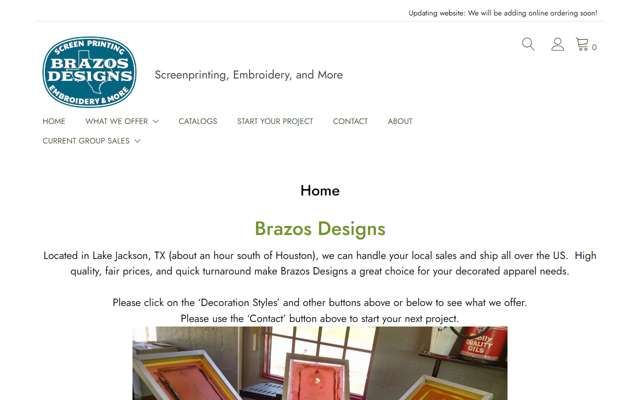 Updating website: We will be adding online ordering soon!
SCREEN PRINTING
BRAZOS
DESIGNS
EMBROIDERY & MORE
Screenprinting, Embroidery, and More
0
HOME WHAT WE OFFER CATALOGS START YOUR PROJECT CONTACT ABOUT
CURRENT GROUP SALES
Home
Brazos Designs
Located in Lake Jackson, TX (about an hour south of Houston), we can handle your local sales and ship all over the US. High
quality, fair prices, and quick turnaround make Brazos Designs a great choice for your decorated apparel needs.
Please click on the ‘Decoration Styles’ and other buttons above or below to see what we offer.
Please use the ‘Contact’ button above to start your next project.
QUALITY
OILS